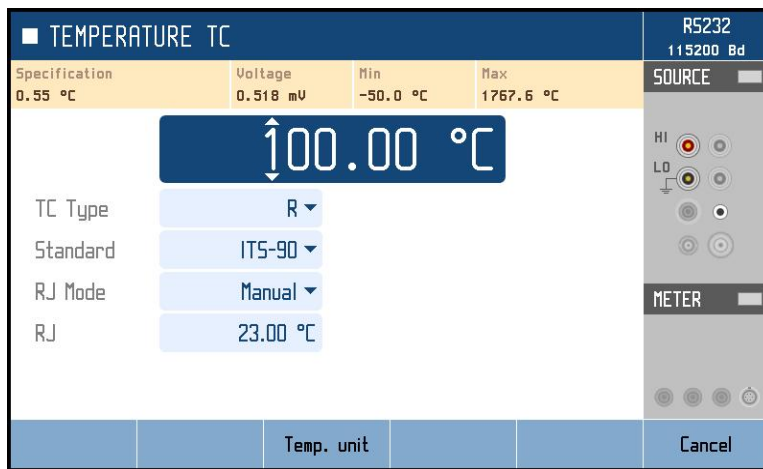 ■ TEMPERATURE TC
RS232
115200 Bd
Specification Voltage Min Max
0.55 °C 0.518 mV -50.0 °C 1767.6 °C
SOURCE
100.00 °C
HI
LO
TC Type R
Standard ITS-90
RJ Mode Manual
RJ 23.00 °C
METER
Temp. unit Cancel